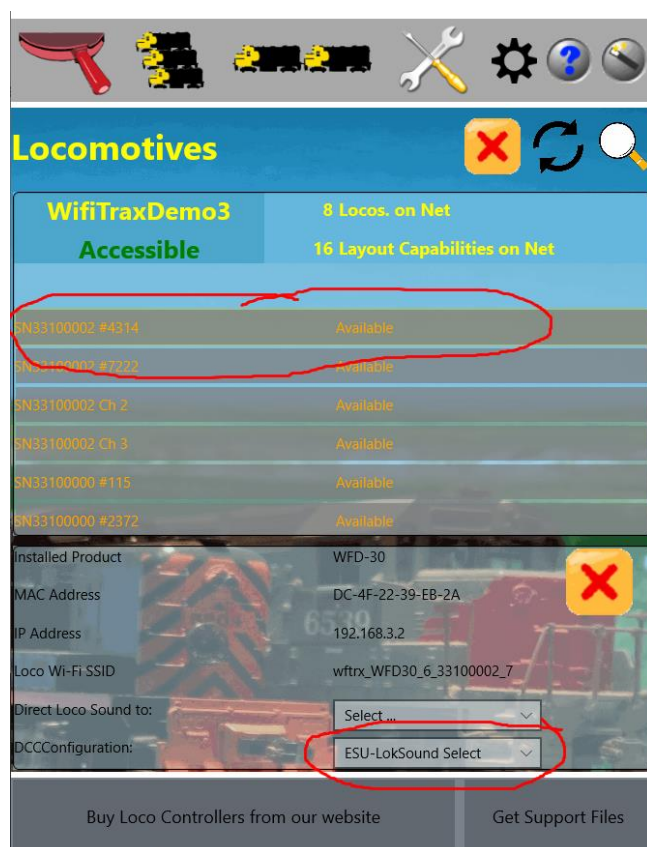 Locomotives
WifiTraxDemo3 8 Locos. on Net
Accessible 16 Layout Capabilities on Net
SN33100002 #4314 Available
SN33100002 #7222 Available
SN33100002 Ch 2 Available
SN33100002 Ch 3 Available
SN33100000 #115 Available
SN33100000 #2372 Available
Installed Product WFD-30
MAC Address DC-4F-22-39-EB-2A
IP Address 192.168.3.2
Loco Wi-Fi SSID wftrx_WFD30_6_33100002_7
Direct Loco Sound to: Select ...
DCCConfiguration: ESU-LokSound Select
Buy Loco Controllers from our website Get Support Files